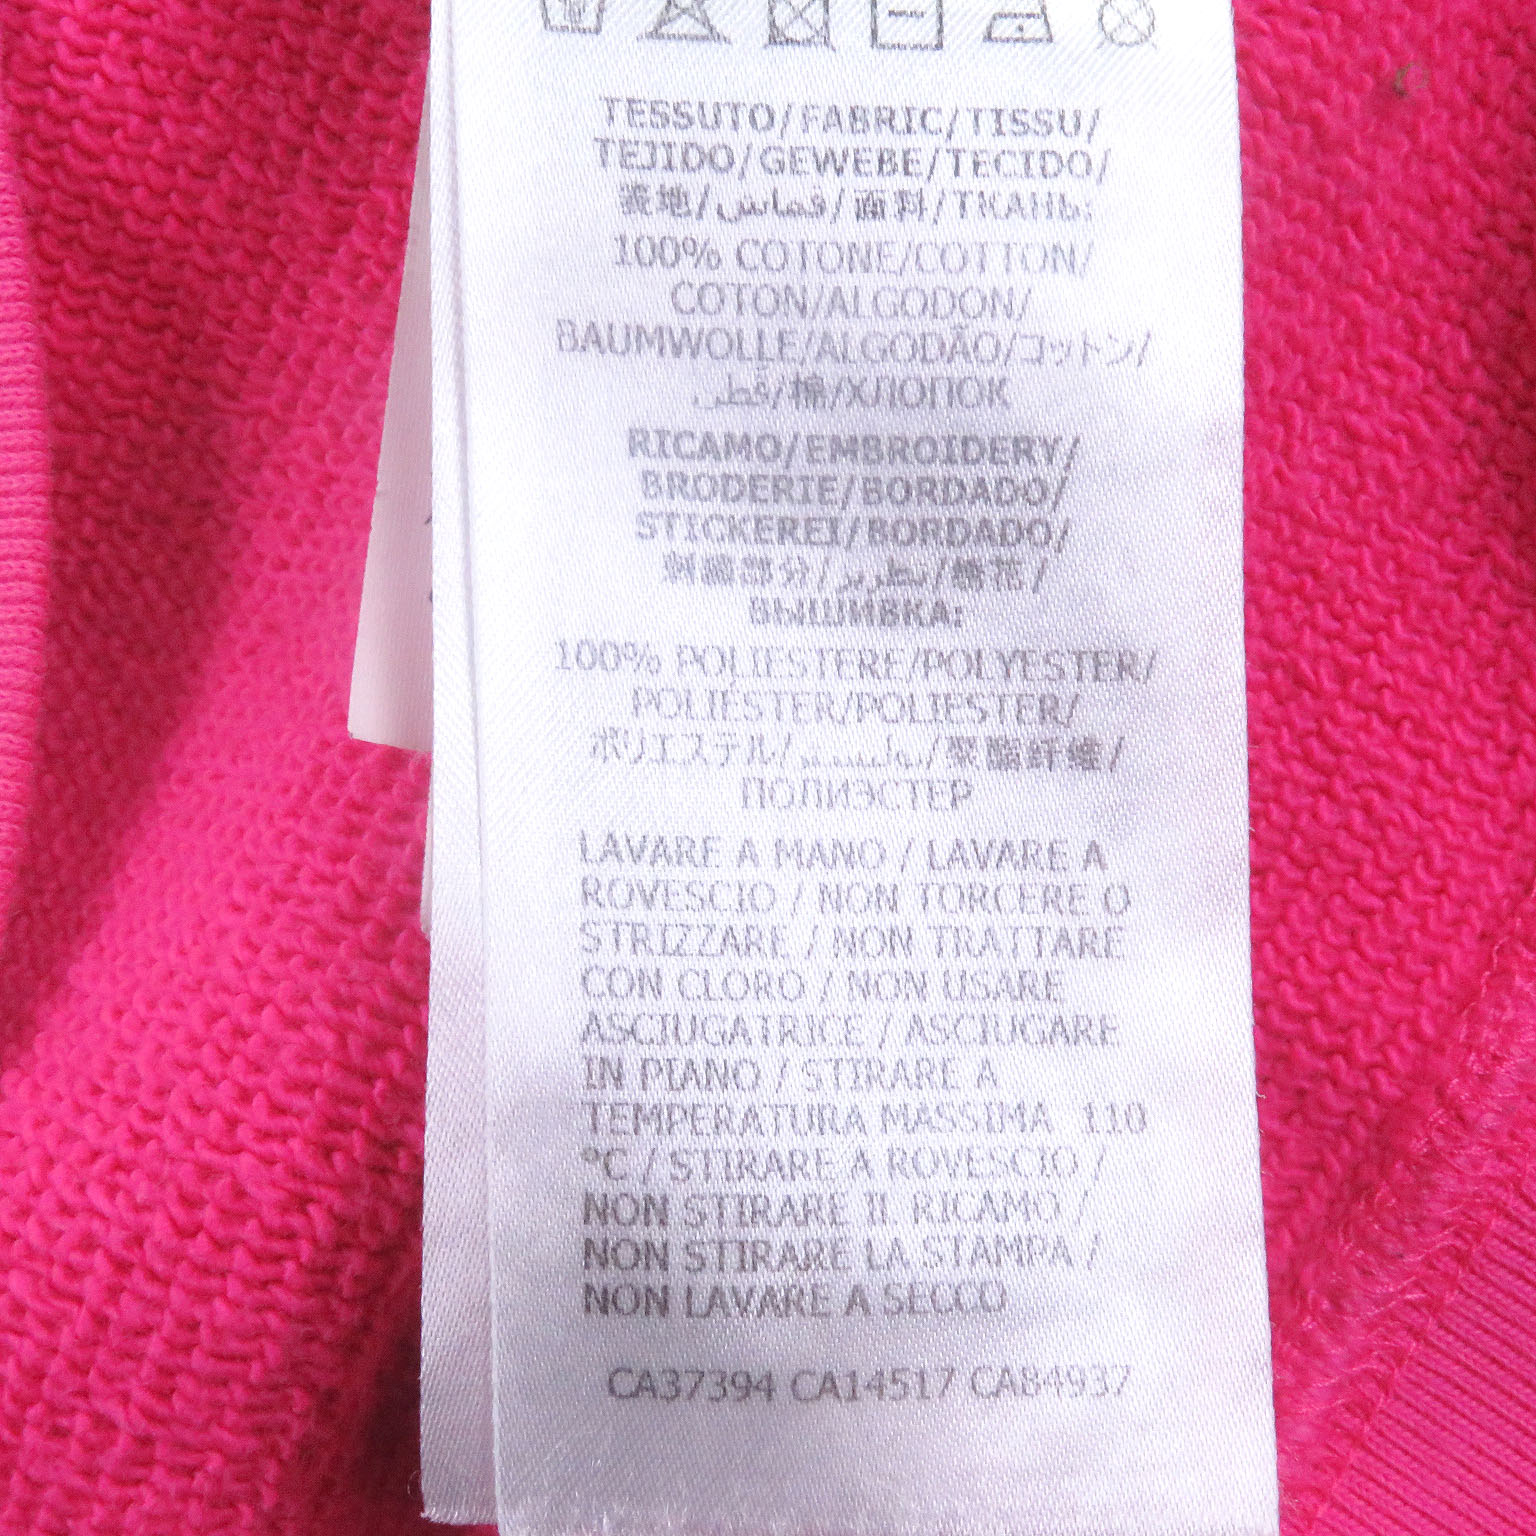 TESSUTO/FABRIC/TISSU/
TEJIDO/GEWEBE/TECIDO/
表地/قماش/面料/ТКАНЬ:
100% COTONE/COTTON/
COTON/ALGODON/
BAUMWOLLE/ALGODÃO/コットン/
قطن/棉/ХЛОПОК
RICAMO/EMBROIDERY/
BRODERIE/BORDADO/
STICKEREI/BORDADO/
刺繍部分/تطريز/绣花/
ВЫШИВКА:
100% POLIESTERE/POLYESTER/
POLIÉSTER/POLIESTER/
ポリエステル/بوليستر/聚酯纤维/
ПОЛИЭСТЕР
LAVARE A MANO / LAVARE A
ROVESCIO / NON TORCERE O
STRIZZARE / NON TRATTARE
CON CLORO / NON USARE
ASCIUGATRICE / ASCIUGARE
IN PIANO / STIRARE A
TEMPERATURA MASSIMA 110
°C / STIRARE A ROVESCIO /
NON STIRARE IL RICAMO /
NON STIRARE LA STAMPA /
NON LAVARE A SECCO
CA37394 CA14517 CA84937